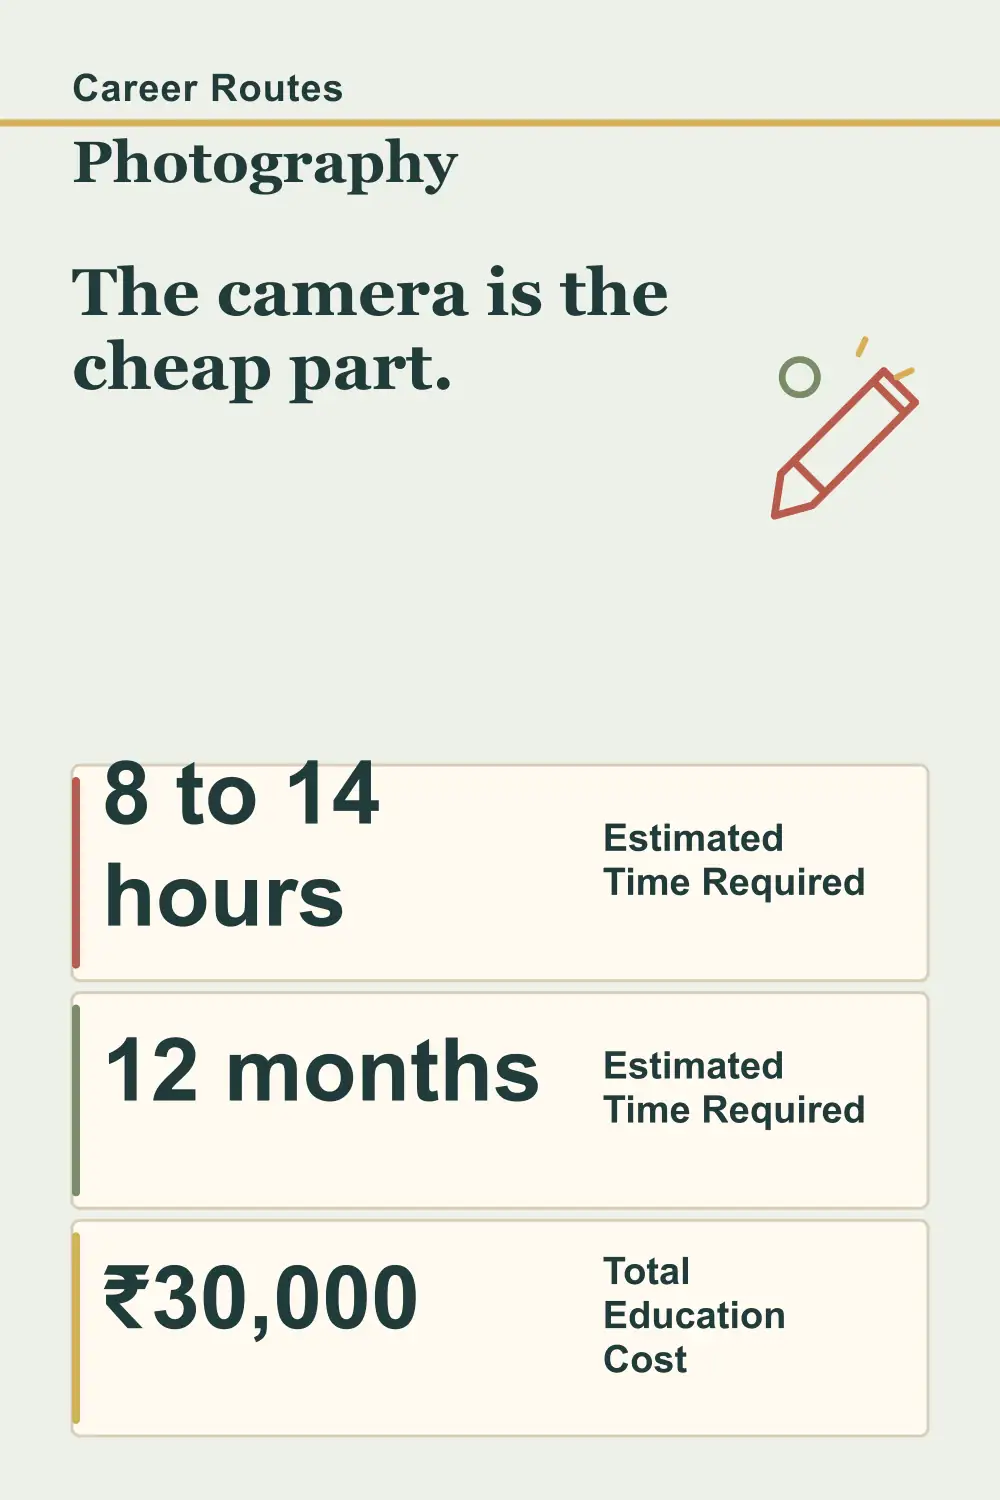 Career Routes
Photography
The camera is the
cheap part.
8 to 14
hours
Estimated
Time Required
12 months
Estimated
Time Required
₹30,000
Total
Education
Cost